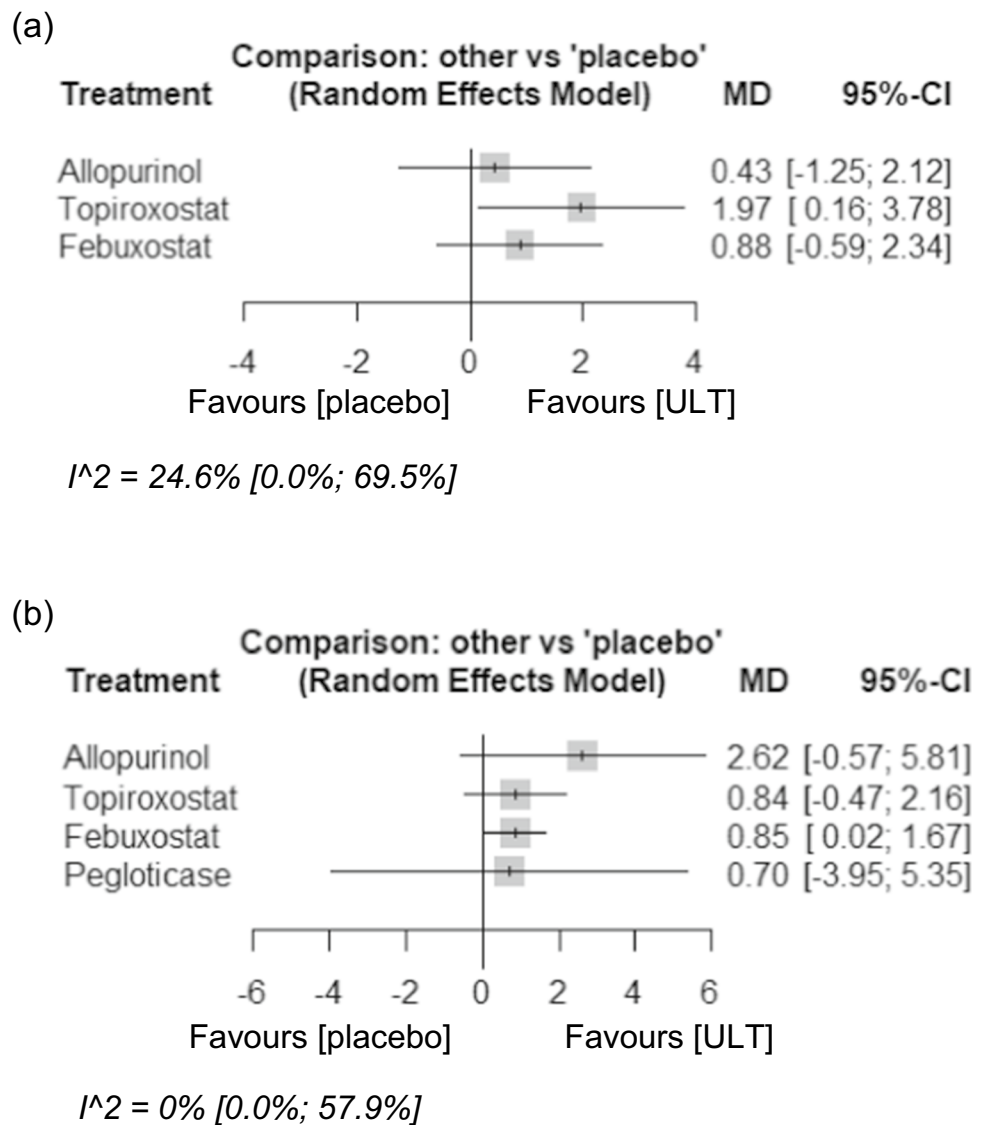 (a)
Comparison: other vs 'placebo'
Treatment (Random Effects Model) MD 95%-CI
Allopurinol 0.43 [-1.25; 2.12]
Topiroxostat 1.97 [ 0.16; 3.78]
Febuxostat 0.88 [-0.59; 2.34]
-4 -2 0 2 4
Favours [placebo] Favours [ULT]
I^2 = 24.6% [0.0%; 69.5%]
(b)
Comparison: other vs 'placebo'
Treatment (Random Effects Model) MD 95%-CI
Allopurinol 2.62 [-0.57; 5.81]
Topiroxostat 0.84 [-0.47; 2.16]
Febuxostat 0.85 [ 0.02; 1.67]
Pegloticase 0.70 [-3.95; 5.35]
-6 -4 -2 0 2 4 6
Favours [placebo] Favours [ULT]
I^2 = 0% [0.0%; 57.9%]